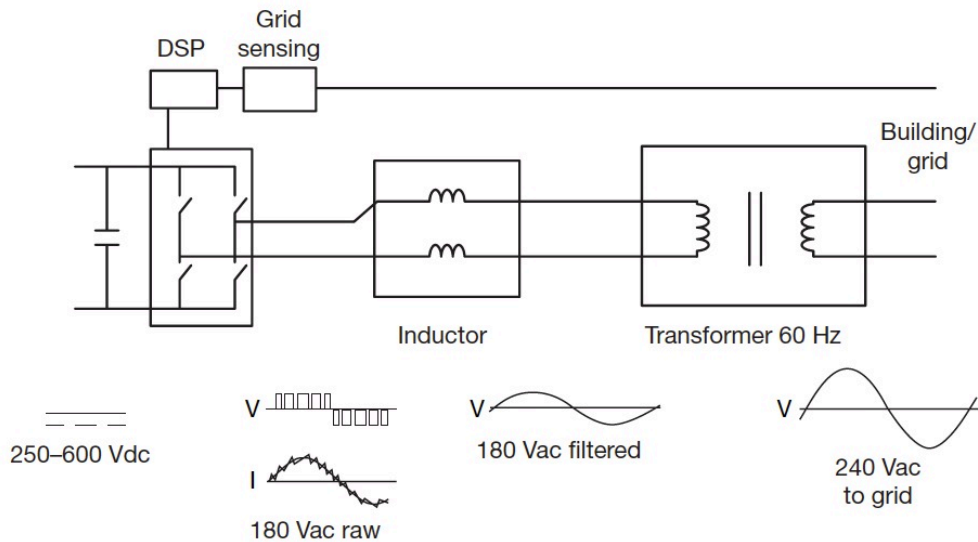 Grid
sensing
DSP
Building/
grid
Inductor
Transformer 60 Hz
V
V
V
250–600 Vdc
I
180 Vac raw
180 Vac filtered
240 Vac
to grid